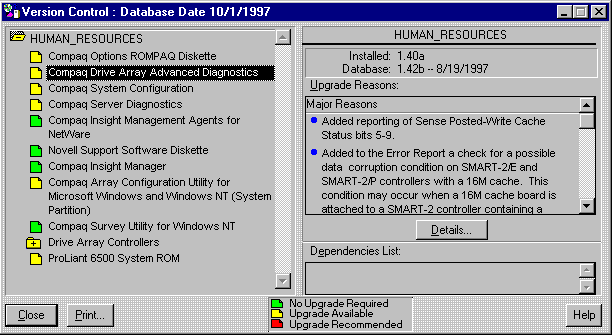 Version Control : Database Date 10/1/1997
HUMAN_RESOURCES
Compaq Options ROMPAQ Diskette
Compaq Drive Array Advanced Diagnostics
Compaq System Configuration
Compaq Server Diagnostics
Compaq Insight Management Agents for
NetWare
Novell Support Software Diskette
Compaq Insight Manager
Compaq Array Configuration Utility for
Microsoft Windows and Windows NT (System
Partition)
Compaq Survey Utility for Windows NT
Drive Array Controllers
ProLiant 6500 System ROM
HUMAN_RESOURCES
Installed: 1.40a
Database: 1.42b -- 8/19/1997
Upgrade Reasons:
Major Reasons
Added reporting of Sense Posted-Write Cache
Status bits 5-9.
Added to the Error Report a check for a possible
data corruption condition on SMART-2/E and
SMART-2/P controllers with a 16M cache. This
condition may occur when a 16M cache board is
attached to a SMART-2 controller containing a
Details...
Dependencies List:
Close
Print...
No Upgrade Required
Upgrade Available
Upgrade Recommended
Help